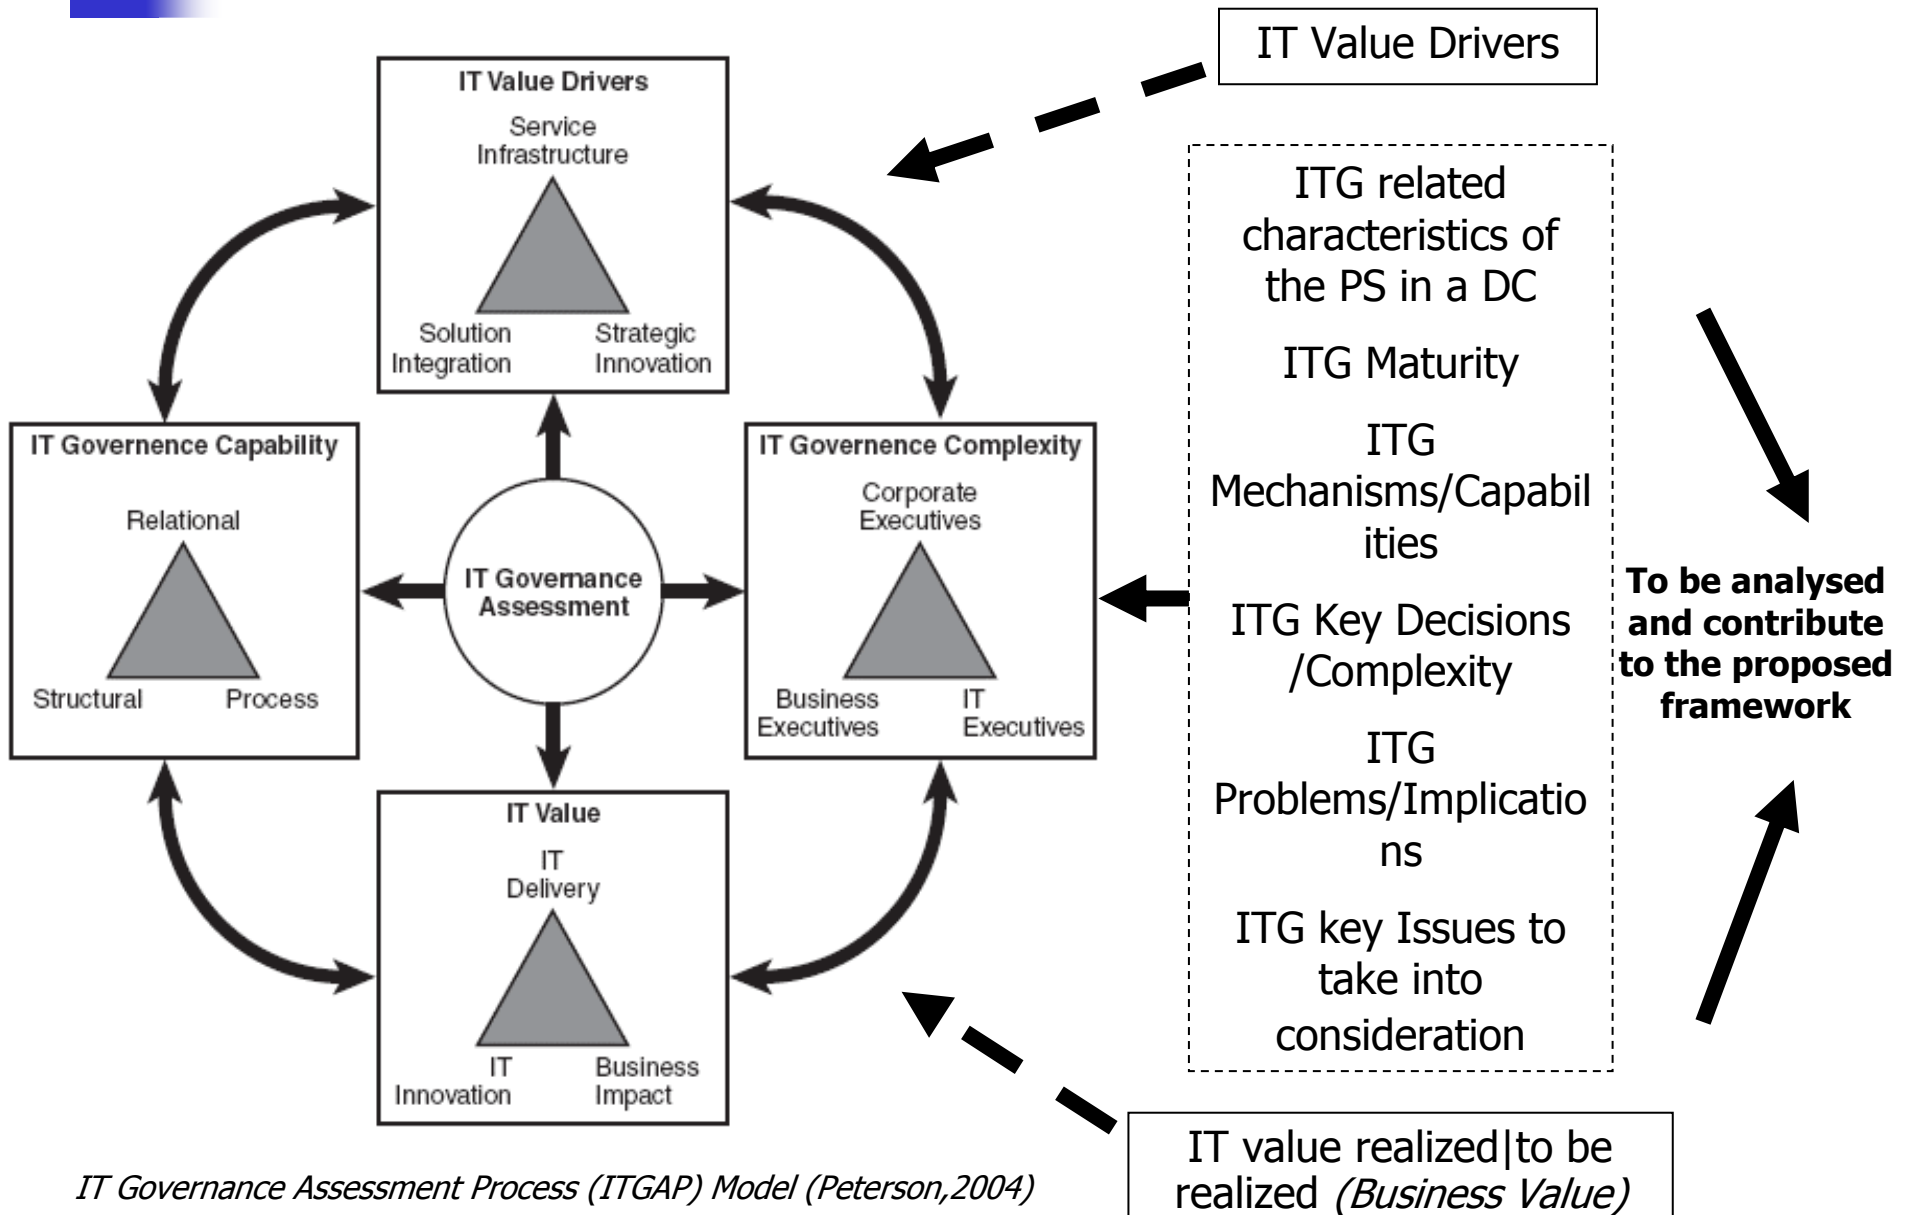 IT Value Drivers
Service
Infrastructure
Solution
Integration
Strategic
Innovation
IT Governence Capability
Relational
Structural
Process
IT Governance
Assessment
IT Governence Complexity
Corporate
Executives
Business
Executives
IT
Executives
IT Value
IT
Delivery
IT
Innovation
Business
Impact
IT Governance Assessment Process (ITGAP) Model (Peterson,2004)
IT Value Drivers
ITG related
characteristics of
the PS in a DC
ITG Maturity
ITG
Mechanisms/Capabil
ities
ITG Key Decisions
/Complexity
ITG
Problems/Implicatio
ns
ITG key Issues to
take into
consideration
To be analysed
and contribute
to the proposed
framework
IT value realized|to be
realized (Business Value)